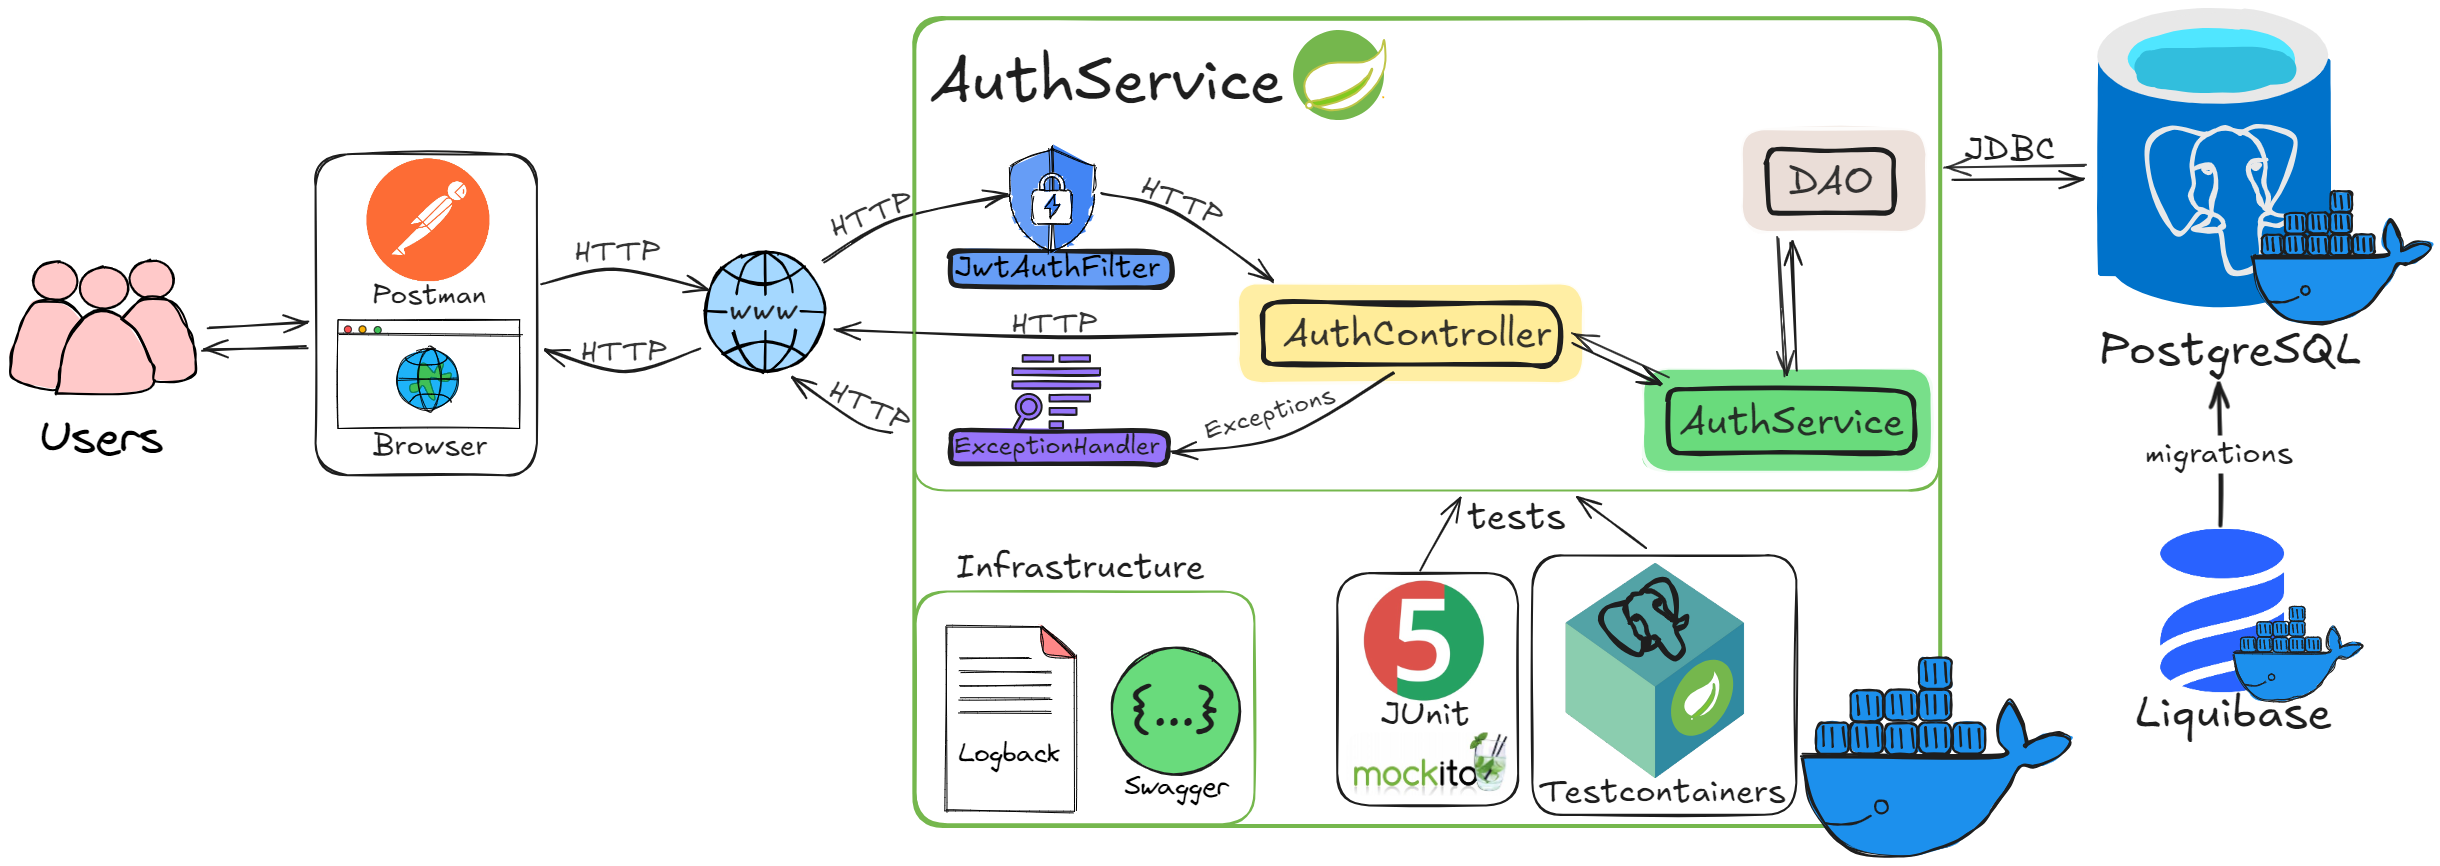 Users
Postman
Browser
HTTP
HTTP
www
HTTP
HTTP
HTTP
HTTP
AuthService
JwtAuthFilter
AuthController
ExceptionHandler
Exceptions
DAO
AuthService
JDBC
PostgreSQL
migrations
Liquibase
tests
Infrastructure
Logback
{...}
Swagger
5
JUnit
mockito
Testcontainers